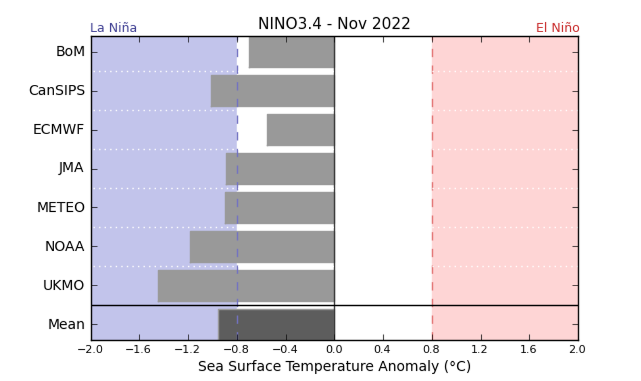 NINO3.4 - Nov 2022
La Niña
El Niño
BoM
CanSIPS
ECMWF
JMA
METEO
NOAA
UKMO
Mean
−2.0 −1.6 −1.2 −0.8 −0.4 0.0 0.4 0.8 1.2 1.6 2.0
Sea Surface Temperature Anomaly (°C)